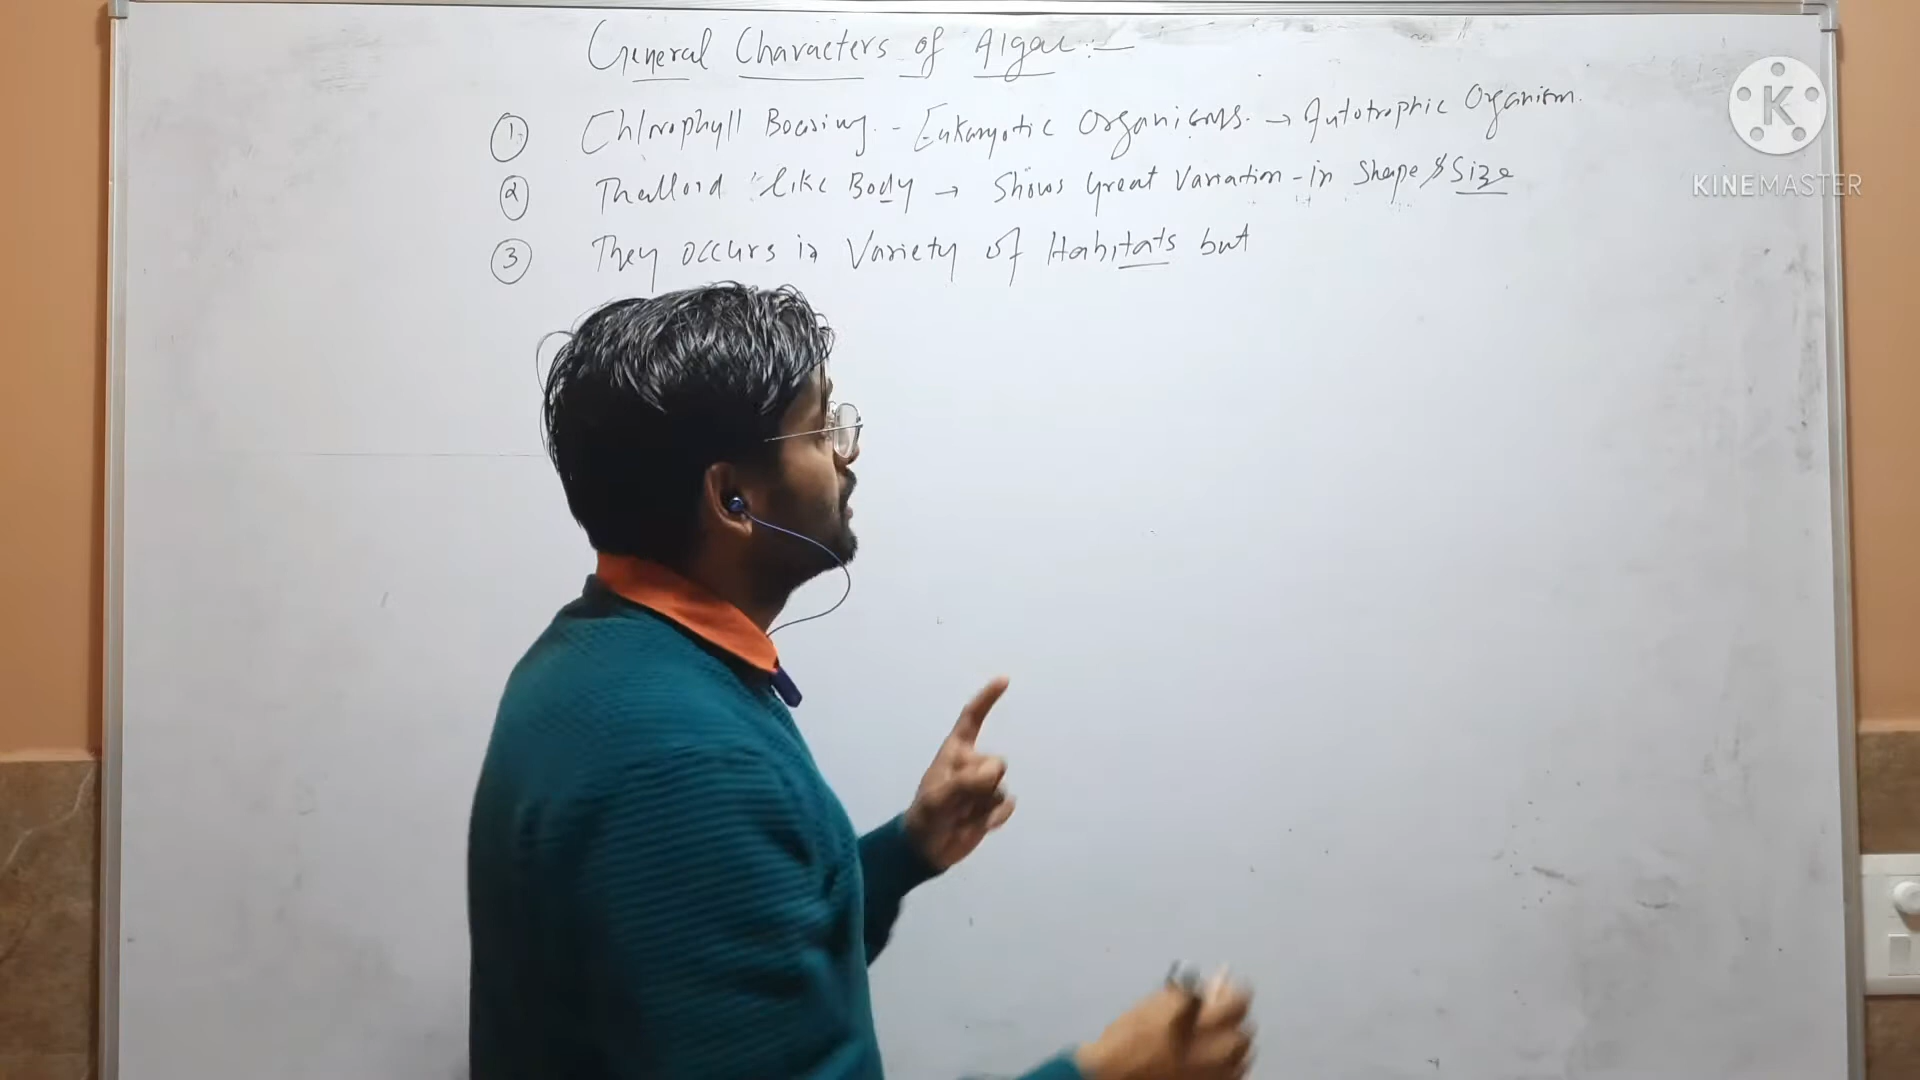 General Characters of Algae:-
① Chlorophyll Bearing - Eukaryotic Organisms. → Autotrophic Organism.
② Thalloid like Body → Shows Great Variation - in Shape & Size
③ They occurs in Variety of Habitats but
K
KINEMASTER